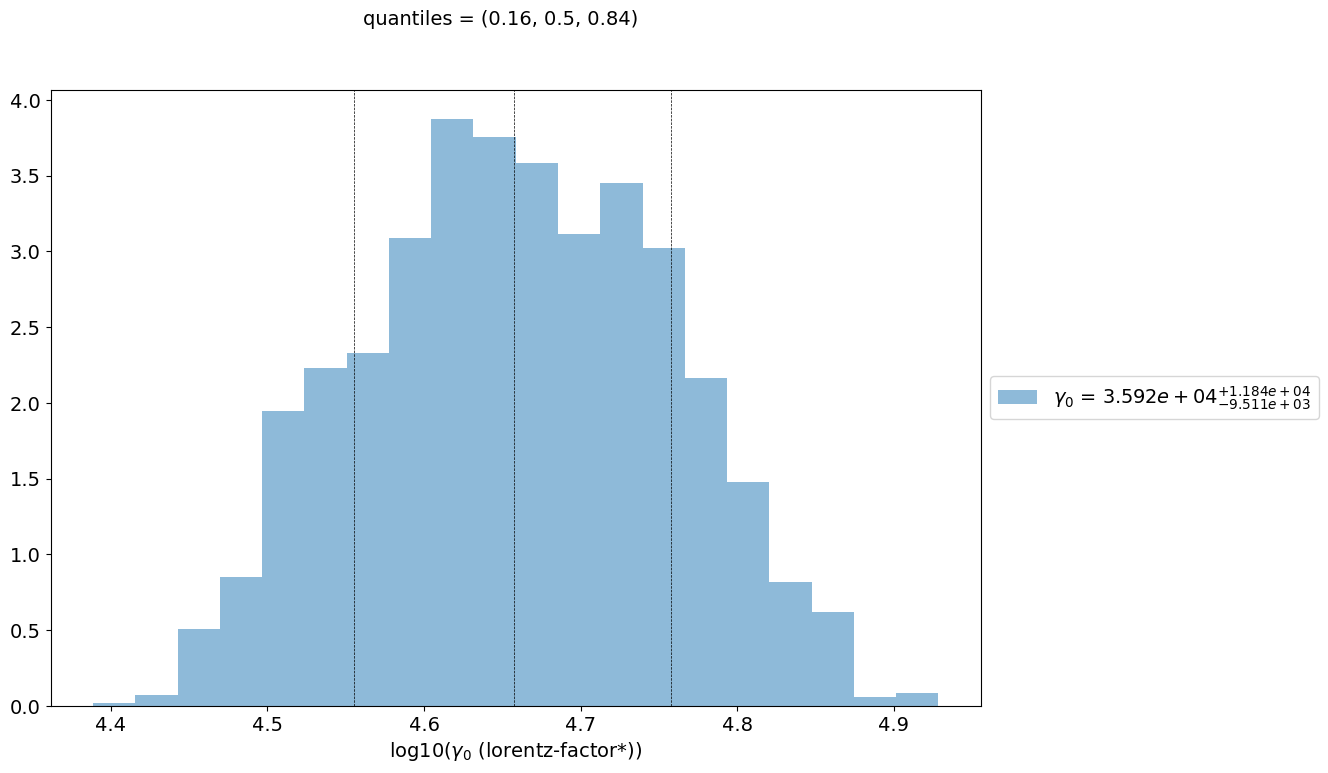 quantiles = (0.16, 0.5, 0.84)
4.0
3.5
3.0
2.5
2.0
1.5
1.0
0.5
0.0
4.4 4.5 4.6 4.7 4.8 4.9
log10(γ₀ (lorentz-factor*))
γ₀ = 3.592e + 04 +1.184e+04 −9.511e+03